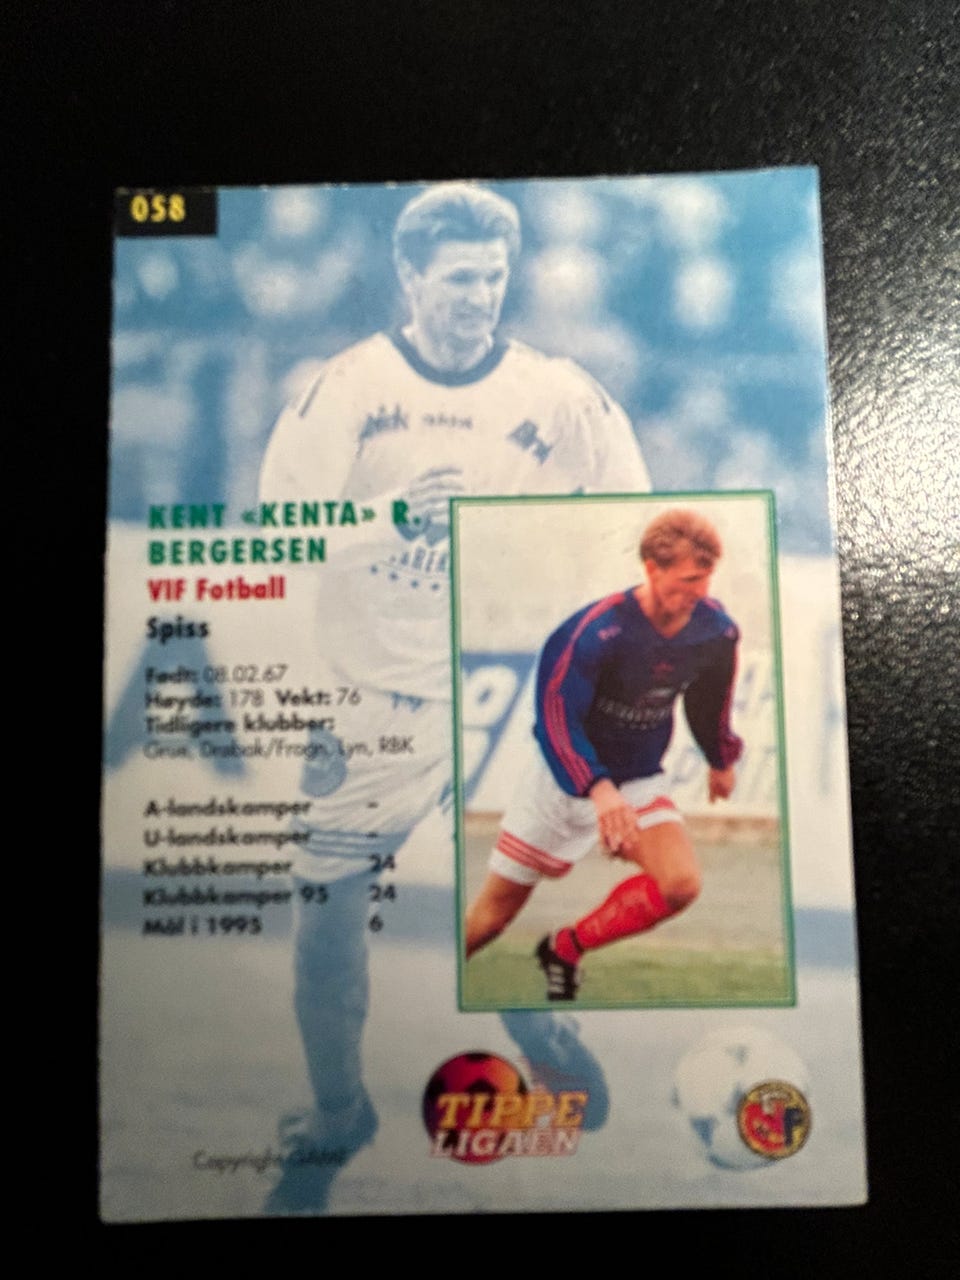 058
KENT «KENTA» R.
BERGERSEN
VIF Fotball
Spiss
Født: 08.02.67
Høyde: 178 Vekt: 76
Tidligere klubber:
Grue, Drøbak/Frogn, Lyn, RBK
A-landskamper -
U-landskamper -
Klubbkamper 24
Klubbkamper 95 24
Mål i 1995 6
TIPPE
LIGAEN
Copyright